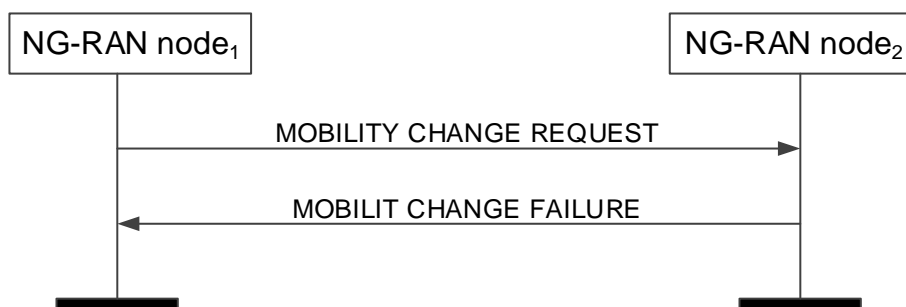 NG-RAN node₁
NG-RAN node₂
MOBILITY CHANGE REQUEST
MOBILIT CHANGE FAILURE